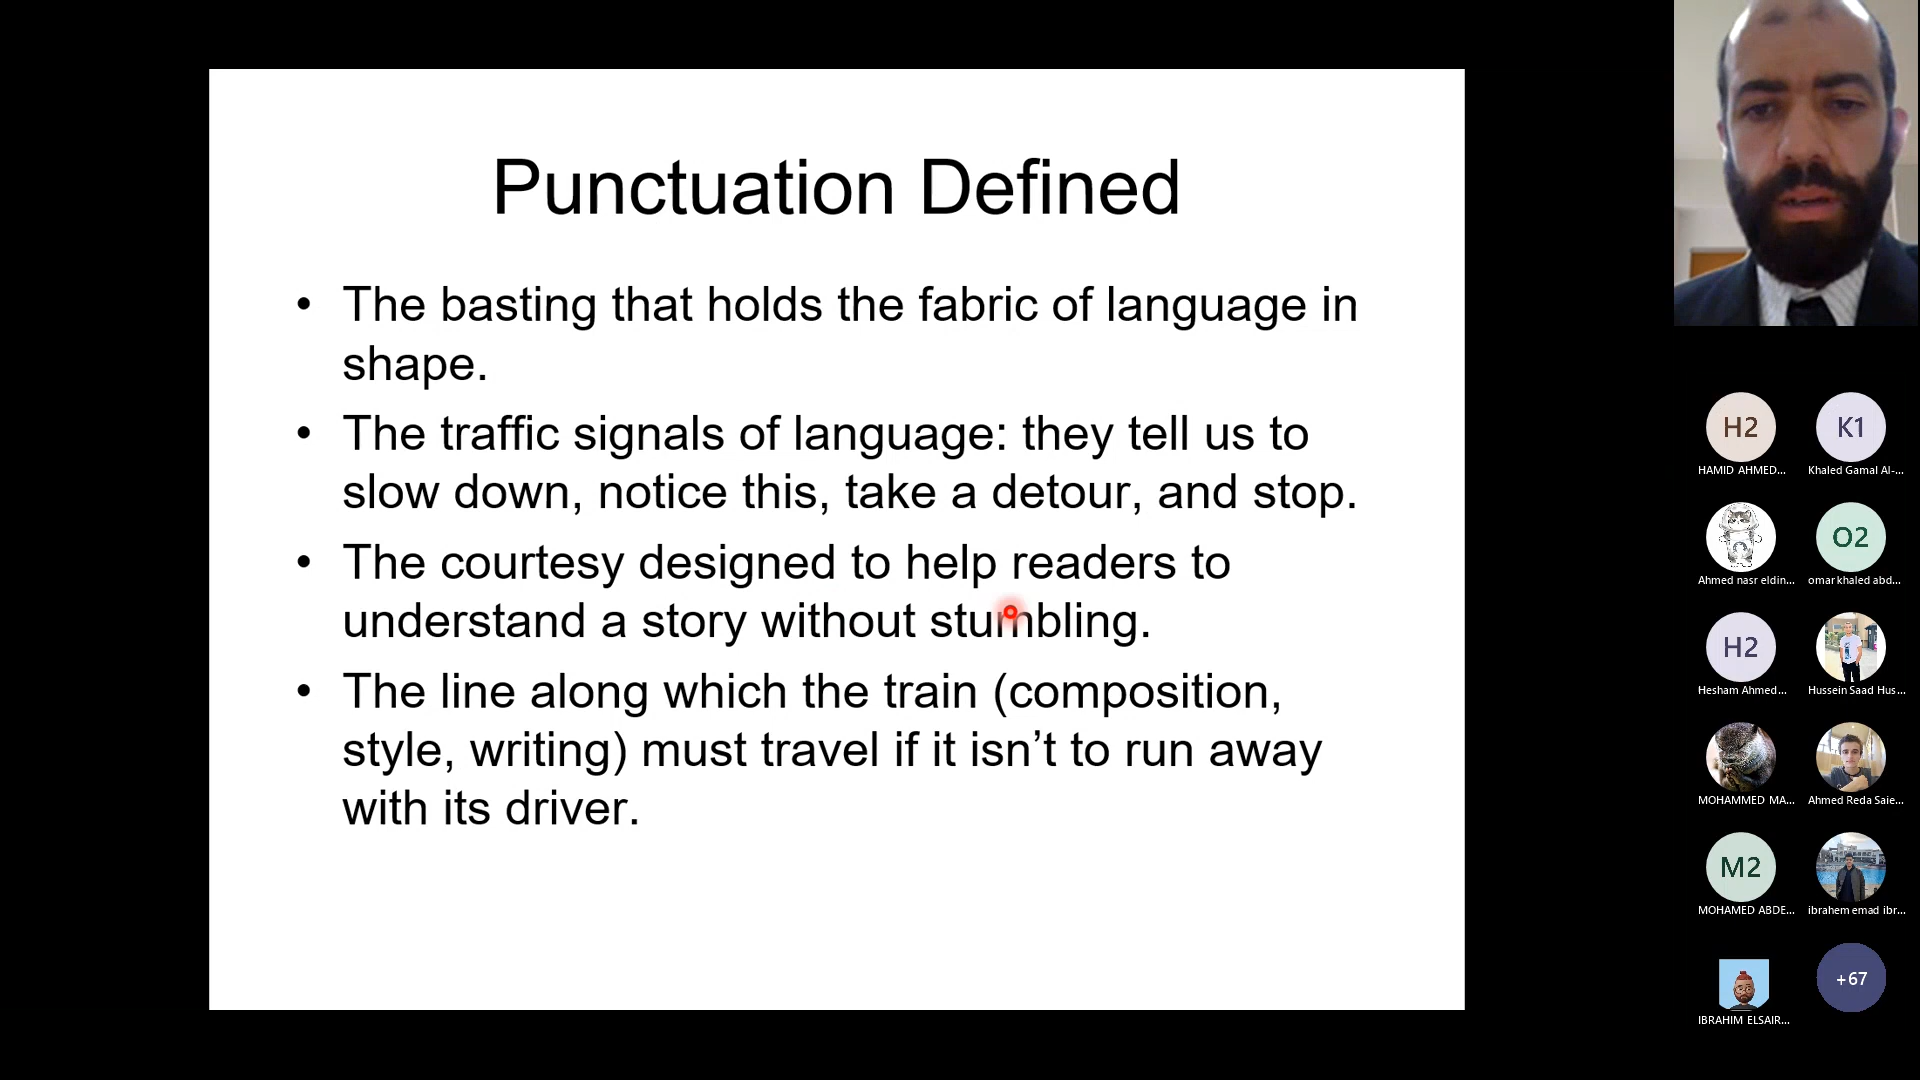 Punctuation Defined
• The basting that holds the fabric of language in
shape.
• The traffic signals of language: they tell us to
slow down, notice this, take a detour, and stop.
• The courtesy designed to help readers to
understand a story without stumbling.
• The line along which the train (composition,
style, writing) must travel if it isn’t to run away
with its driver.
H2 K1
HAMID AHMED... Khaled Gamal Al-...
O2
Ahmed nasr eldin... omar khaled abd...
H2
Hesham Ahmed... Hussein Saad Hus...
MOHAMMED MA... Ahmed Reda Saie...
M2
MOHAMED ABDE... ibrahem emad ibr...
+67
IBRAHIM ELSAIR...